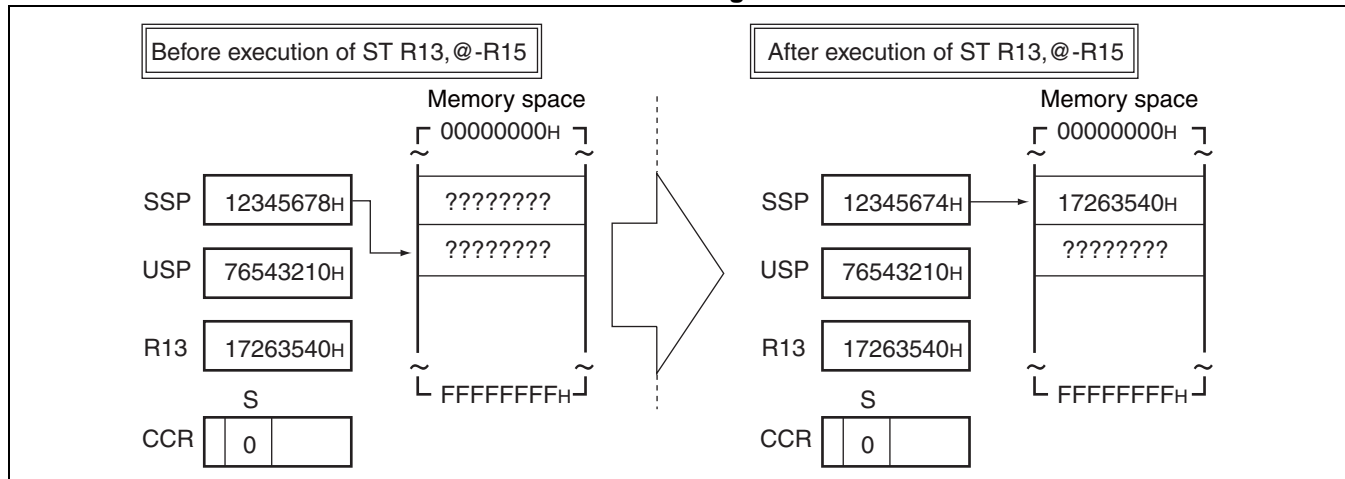 Before execution of ST R13,@-R15
Memory space
00000000H
SSP 12345678H ????????
????????
USP 76543210H
R13 17263540H
FFFFFFFFH
S
CCR 0
After execution of ST R13,@-R15
Memory space
00000000H
SSP 12345674H 17263540H
????????
USP 76543210H
R13 17263540H
FFFFFFFFH
S
CCR 0